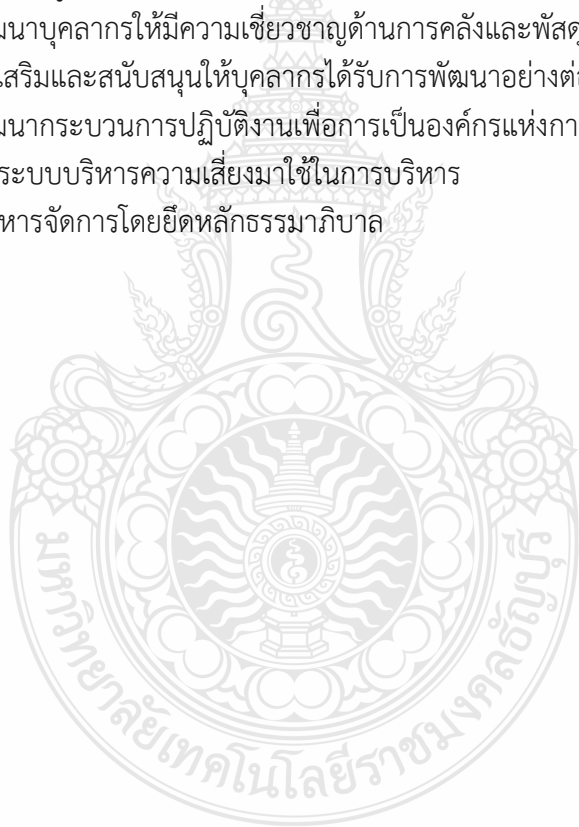 ฒนาบุคลากรให้มีความเชี่ยวชาญด้านการคลังและพัสดุ
เสริมและสนับสนุนให้บุคลากรได้รับการพัฒนาอย่างต่อ
ฒนากระบวนการปฏิบัติงานเพื่อการเป็นองค์กรแห่งกา
ระบบบริหารความเสี่ยงมาใช้ในการบริหาร
หารจัดการโดยยึดหลักธรรมาภิบาล
มหาวิทยาลัยเทคโนโลยีราชมงคลธัญบุรี